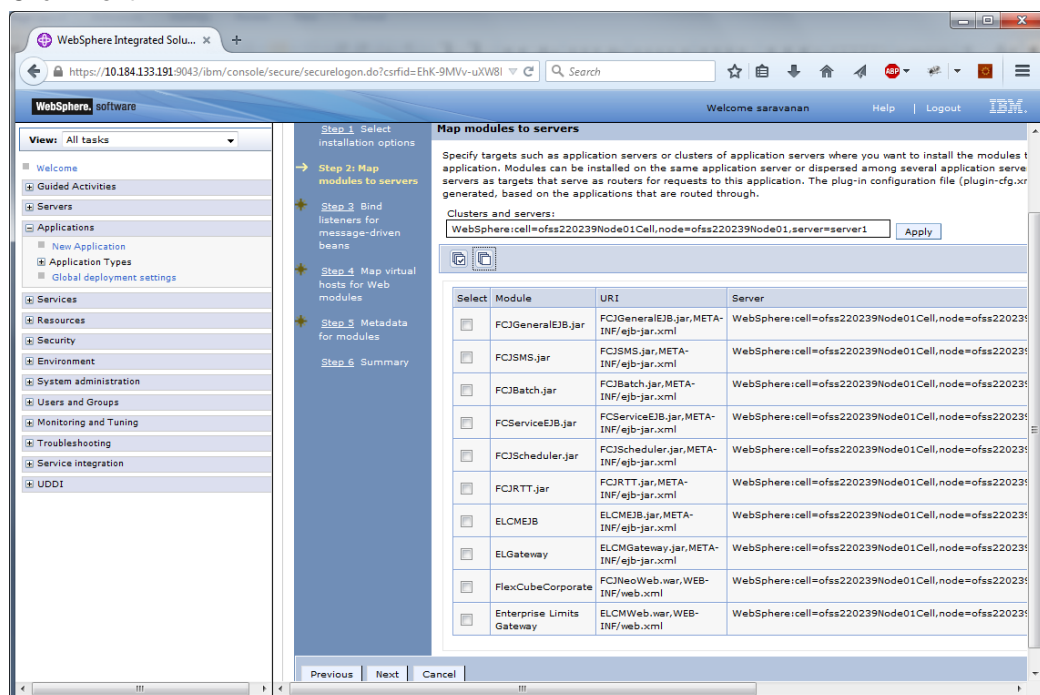 WebSphere Integrated Solu...
https://10.184.133.191:9043/ibm/console/secure/securelogon.do?csrfid=EhK-9MVv-uXW8l
Search
ABP
WebSphere. software
Welcome saravanan
Help | Logout
IBM.
View: All tasks
Welcome
Guided Activities
Servers
Applications
New Application
Application Types
Global deployment settings
Services
Resources
Security
Environment
System administration
Users and Groups
Monitoring and Tuning
Troubleshooting
Service integration
UDDI
Step 1 Select
installation options
Step 2: Map
modules to servers
Step 3 Bind
listeners for
message-driven
beans
Step 4 Map virtual
hosts for Web
modules
Step 5 Metadata
for modules
Step 6 Summary
Map modules to servers
Specify targets such as application servers or clusters of application servers where you want to install the modules t
application. Modules can be installed on the same application server or dispersed among several application serve
servers as targets that serve as routers for requests to this application. The plug-in configuration file (plugin-cfg.xm
generated, based on the applications that are routed through.
Clusters and servers:
WebSphere:cell=ofss220239Node01Cell,node=ofss220239Node01,server=server1
Apply
Select Module URI Server
FCJGeneralEJB.jar FCJGeneralEJB.jar,META- WebSphere:cell=ofss220239Node01Cell,node=ofss220239
INF/ejb-jar.xml
FCJSMS.jar FCJSMS.jar,META- WebSphere:cell=ofss220239Node01Cell,node=ofss220239
INF/ejb-jar.xml
FCJBatch.jar FCJBatch.jar,META- WebSphere:cell=ofss220239Node01Cell,node=ofss220239
INF/ejb-jar.xml
FCServiceEJB.jar FCServiceEJB.jar,META- WebSphere:cell=ofss220239Node01Cell,node=ofss220239
INF/ejb-jar.xml
FCJScheduler.jar FCJScheduler.jar,META- WebSphere:cell=ofss220239Node01Cell,node=ofss220239
INF/ejb-jar.xml
FCJRTT.jar FCJRTT.jar,META- WebSphere:cell=ofss220239Node01Cell,node=ofss220239
INF/ejb-jar.xml
ELCMEJB ELCMEJB.jar,META- WebSphere:cell=ofss220239Node01Cell,node=ofss220239
INF/ejb-jar.xml
ELGateway ELCMGateway.jar,META- WebSphere:cell=ofss220239Node01Cell,node=ofss220239
INF/ejb-jar.xml
FlexCubeCorporate FCJNeoWeb.war,WEB- WebSphere:cell=ofss220239Node01Cell,node=ofss220239
INF/web.xml
Enterprise Limits ELCMWeb.war,WEB- WebSphere:cell=ofss220239Node01Cell,node=ofss220239
Gateway INF/web.xml
Previous Next Cancel